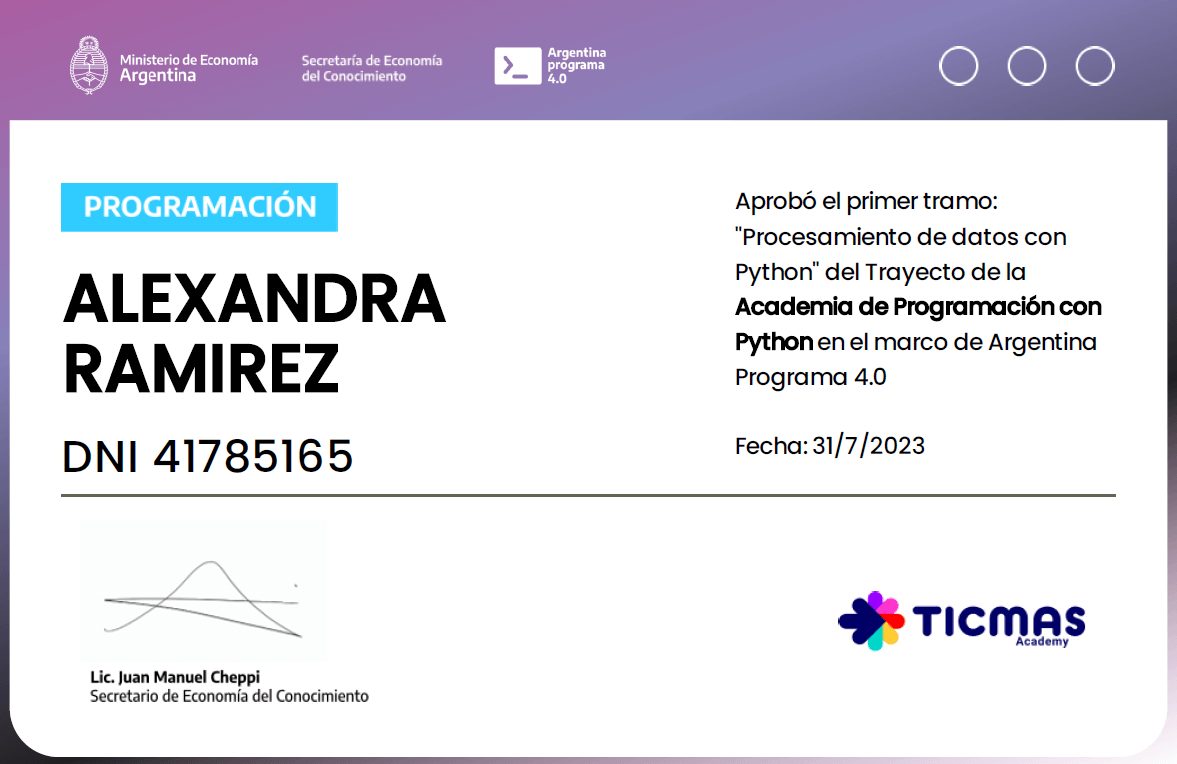 Ministerio de Economía
Argentina
Secretaría de Economía
del Conocimiento
Argentina
programa
4.0
PROGRAMACIÓN
ALEXANDRA
RAMIREZ
DNI 41785165
Aprobó el primer tramo:
"Procesamiento de datos con
Python" del Trayecto de la
Academia de Programación con
Python en el marco de Argentina
Programa 4.0
Fecha: 31/7/2023
Lic. Juan Manuel Cheppi
Secretario de Economía del Conocimiento
TICMAS
Academy